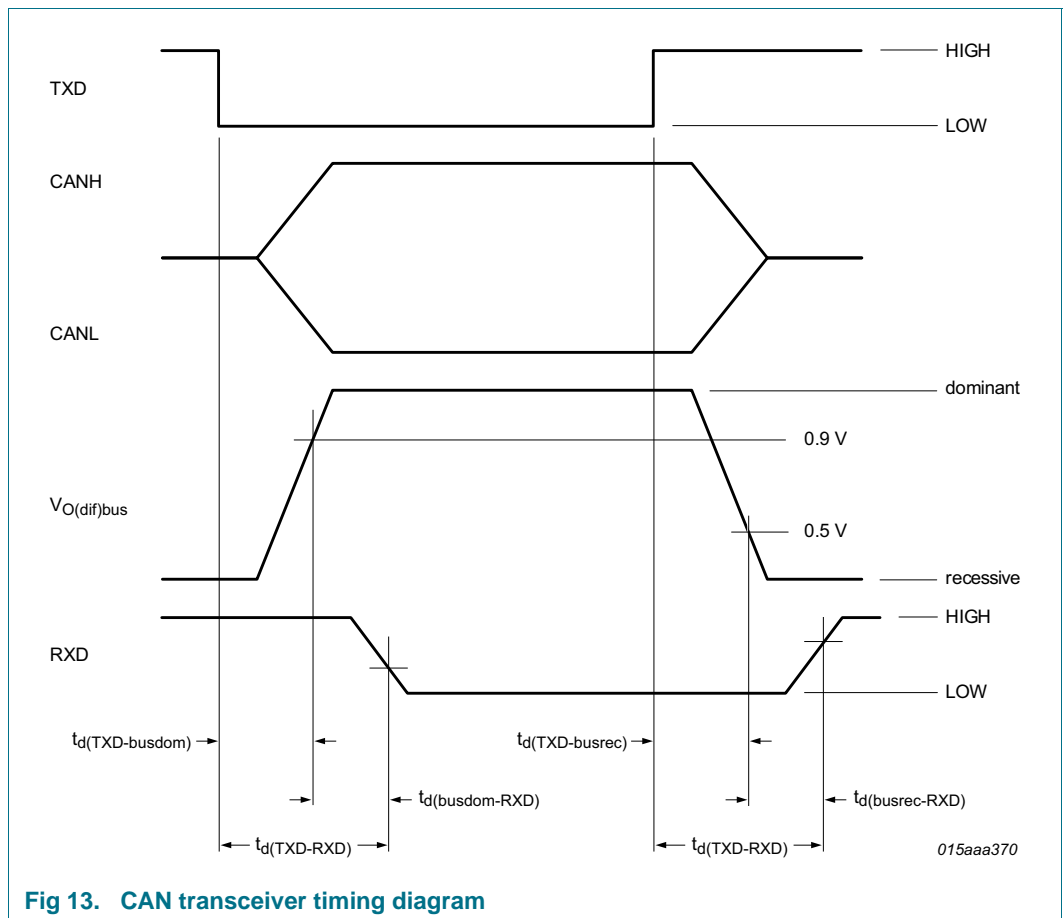 HIGH
TXD
LOW
CANH
CANL
dominant
0.9 V
VO(dif)bus
0.5 V
recessive
HIGH
RXD
LOW
td(TXD-busdom)
td(TXD-busrec)
td(busdom-RXD)
td(busrec-RXD)
td(TXD-RXD)
td(TXD-RXD)
015aaa370
Fig 13. CAN transceiver timing diagram